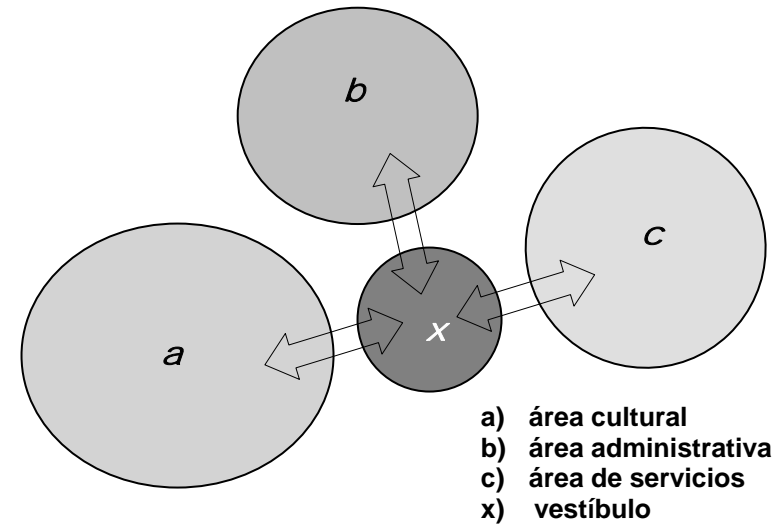 b
c
x
a
a) área cultural
b) área administrativa
c) área de servicios
x) vestíbulo